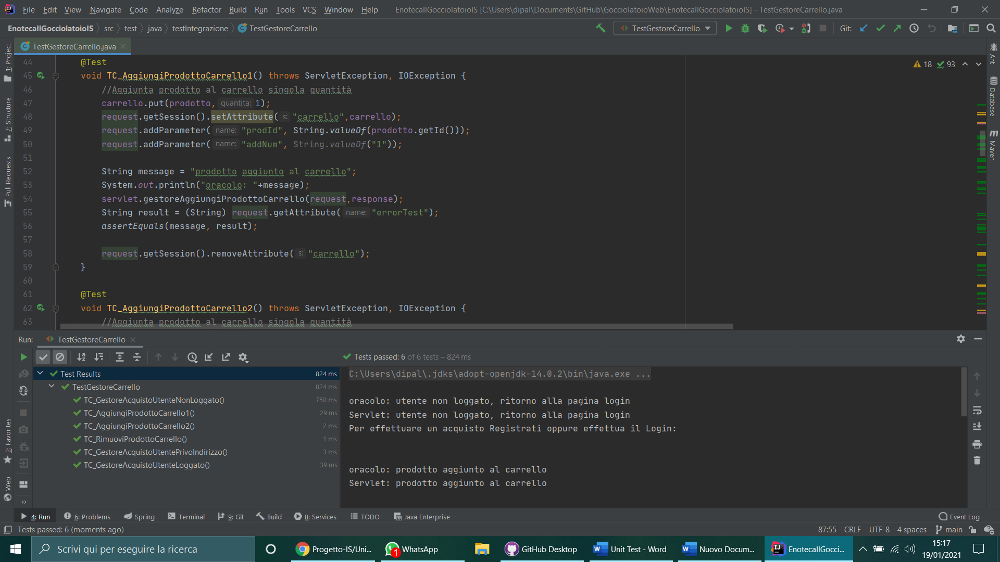 File Edit View Navigate Code Analyze Refactor Build Run Tools VCS Window Help EnotecaIlGocciolatoioIS [C:\Users\dipal\Documents\GitHub\GocciolatoioWeb\EnotecaIlGocciolatoioIS] - TestGestoreCarrello.java
EnotecaIlGocciolatoioIS src test java testIntegrazione TestGestoreCarrello TestGestoreCarrello Git:
TestGestoreCarrello.java
18 93
44 @Test
45 void TC_AggiungiProdottoCarrello1() throws ServletException, IOException {
46 //Aggiunta prodotto al carrello singola quantità
47 carrello.put(prodotto, quantita: 1);
48 request.getSession().setAttribute( s: "carrello",carrello);
49 request.addParameter( name: "prodId", String.valueOf(prodotto.getId()));
50 request.addParameter( name: "addNum", String.valueOf("1"));
51
52 String message = "prodotto aggiunto al carrello";
53 System.out.println("oracolo: "+message);
54 servlet.gestoreAggiungiProdottoCarrello(request,response);
55 String result = (String) request.getAttribute( name: "errorTest");
56 assertEquals(message, result);
57
58 request.getSession().removeAttribute( s: "carrello");
59 }
60
61 @Test
62 void TC_AggiungiProdottoCarrello2() throws ServletException, IOException {
63 //Aggiunta prodotto al carrello singola quantità
1: Project
7: Structure
Pull Requests
2: Favorites
Web
Ant
Database
m Maven
Run: TestGestoreCarrello
Tests passed: 6 of 6 tests – 824 ms
Test Results 824 ms
TestGestoreCarrello 824 ms
TC_GestoreAcquistoUtenteNonLoggato() 750 ms
TC_AggiungiProdottoCarrello1() 29 ms
TC_AggiungiProdottoCarrello2() 2 ms
TC_RimuoviProdottoCarrello() 1 ms
TC_GestoreAcquistoUtentePrivoIndirizzo() 3 ms
TC_GestoreAcquistoUtenteLoggato() 39 ms
C:\Users\dipal\.jdks\adopt-openjdk-14.0.2\bin\java.exe ...
oracolo: utente non loggato, ritorno alla pagina login
Servlet: utente non loggato, ritorno alla pagina login
Per effettuare un acquisto Registrati oppure effettua il Login:
oracolo: prodotto aggiunto al carrello
Servlet: prodotto aggiunto al carrello
4: Run 6: Problems Spring Terminal 9: Git Build 8: Services TODO Java Enterprise Event Log
Tests passed: 6 (moments ago) 87:55 CRLF UTF-8 4 spaces main
Scrivi qui per eseguire la ricerca Progetto-IS/Uni... 1 WhatsApp GitHub Desktop Unit Test - Word Nuovo Docum... EnotecaIlGocci... 15:17
19/01/2021